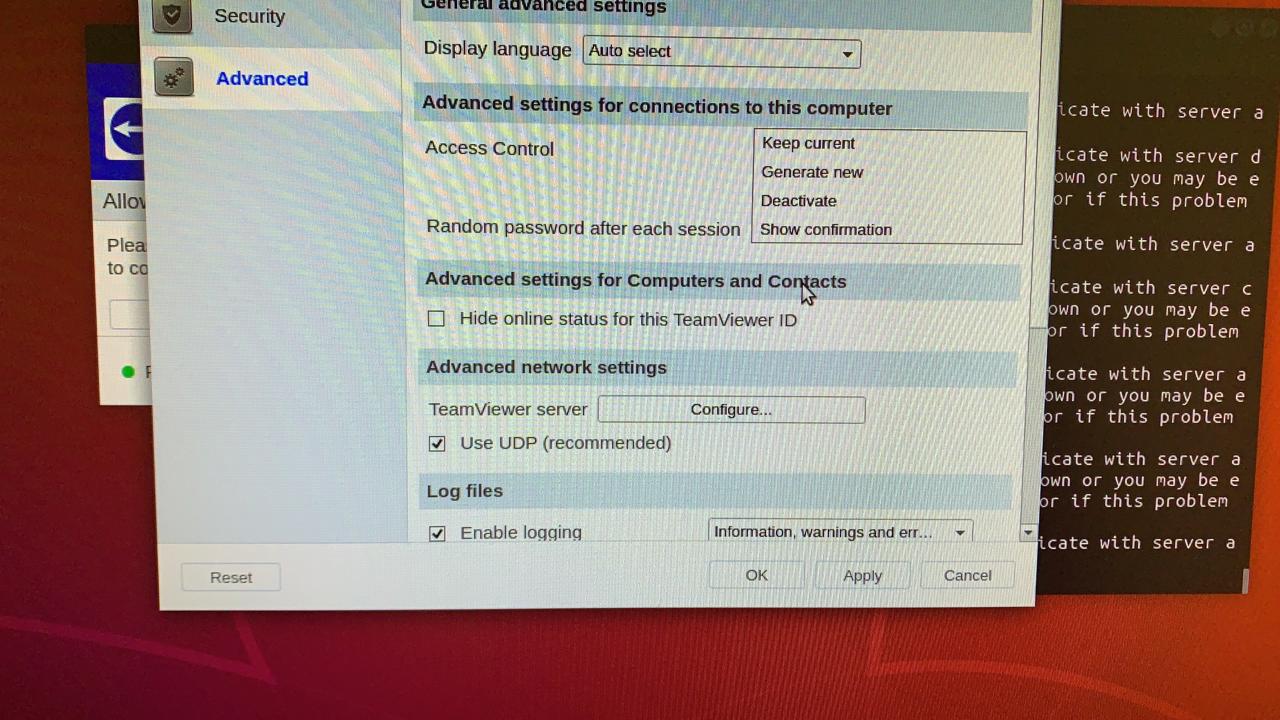 General advanced settings
Security
Display language Auto select
Advanced
Advanced settings for connections to this computer
Access Control
Keep current
Generate new
Deactivate
Random password after each session Show confirmation
Advanced settings for Computers and Contacts
Hide online status for this TeamViewer ID
Advanced network settings
TeamViewer server Configure...
Use UDP (recommended)
Log files
Enable logging Information, warnings and err...
Reset OK Apply Cancel
Allow
Plea
to co
icate with server a
icate with server d
own or you may be e
or if this problem
icate with server a
icate with server c
own or you may be e
or if this problem
icate with server a
own or you may be e
or if this problem
icate with server a
own or you may be e
or if this problem
icate with server a